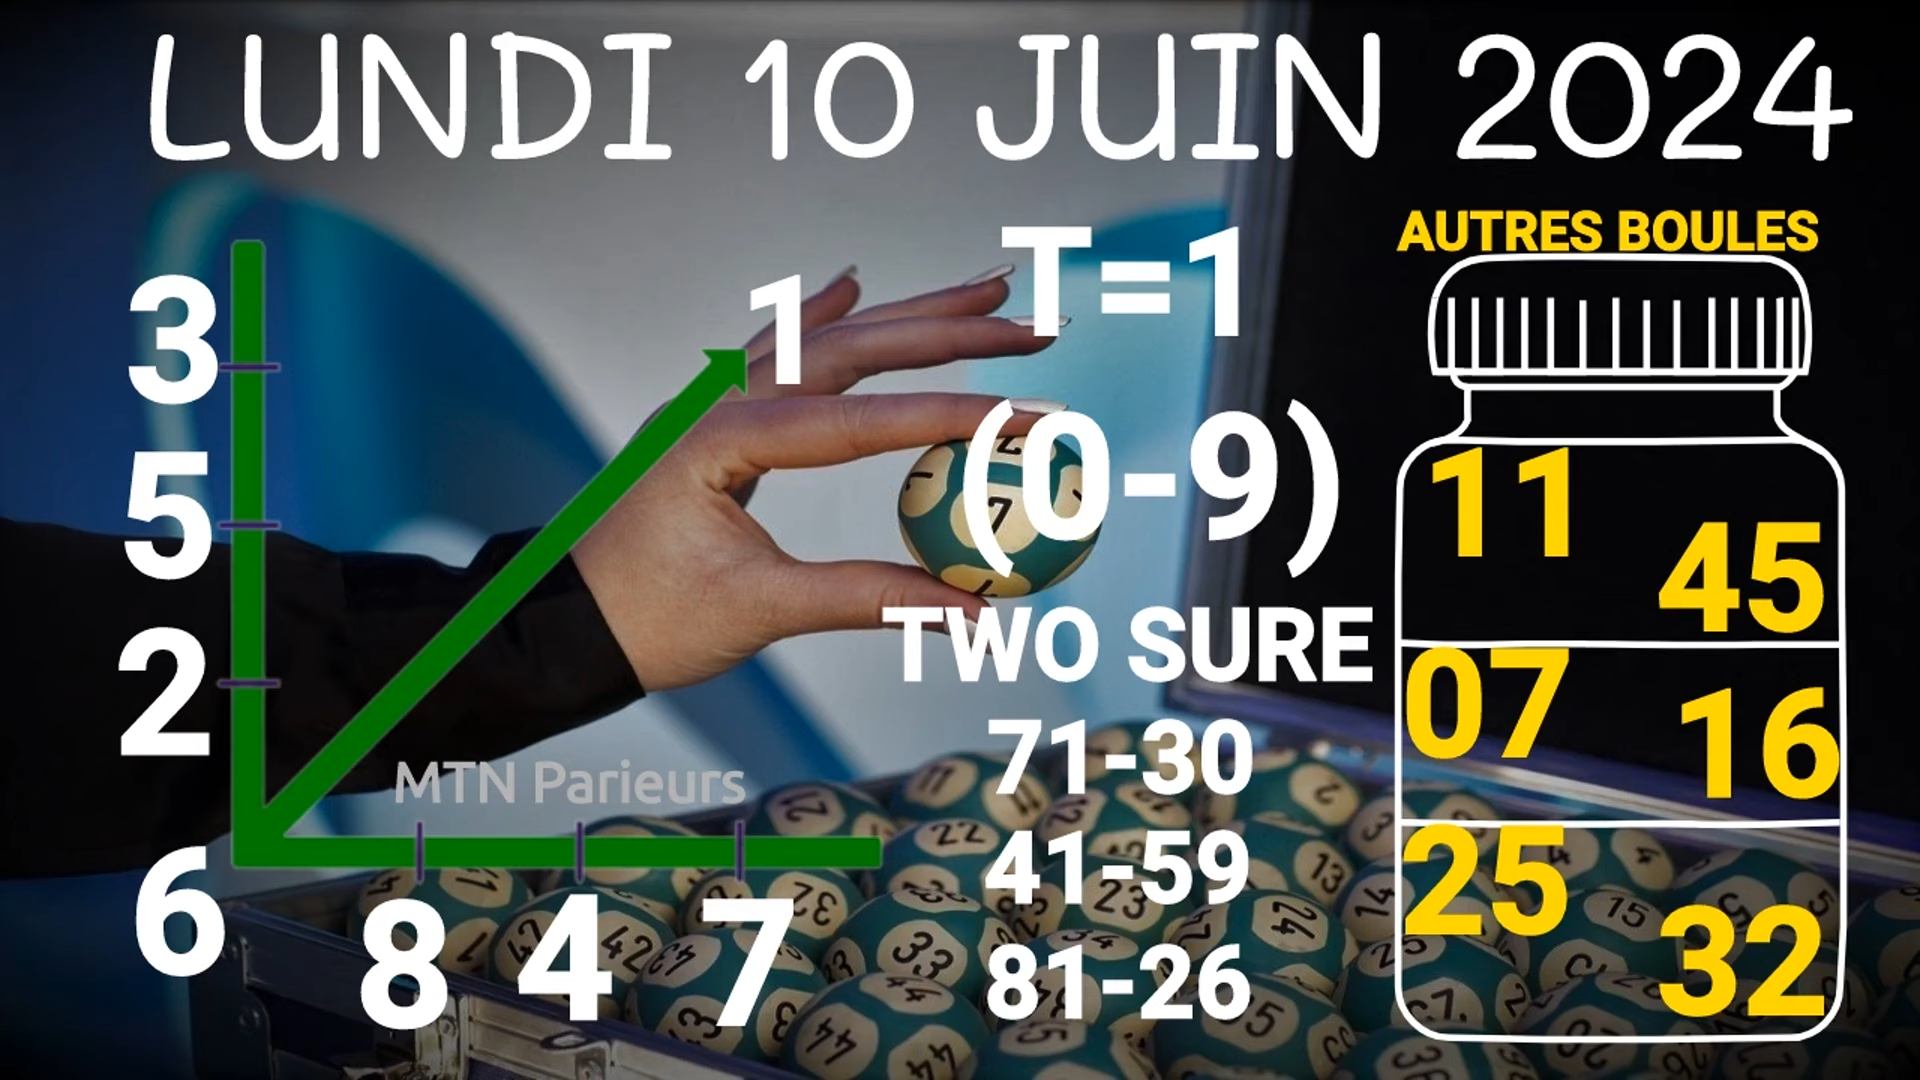 LUNDI 10 JUIN 2024
AUTRES BOULES
T=1
3
1
(0-9)
5
TWO SURE
2
71-30
MTN Parieurs
41-59
6
8 4 7
81-26
11
45
07
16
25
32